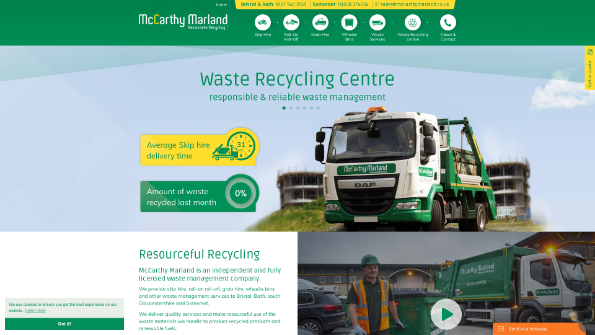 Home
Bristol & Bath: 0117 961 2555 | Somerset: 01458 274216 | E: sales@mccarthymarland.co.uk
McCarthy Marland
Resourceful Recycling
Skip Hire
Roll On Roll-Off
Grab Hire
Wheelie Bins
Waste Services
Waste Recycling Centre
About & Contact
Get a quote
Waste Recycling Centre
responsible & reliable waste management
Average Skip hire
delivery time
31
Amount of waste
recycled last month
0%
McCarthy Marland
DAF
Resourceful Recycling
McCarthy Marland is an independent and fully
licensed waste management company.
We provide skip hire, roll-on roll-off, grab hire, wheelie bins
and other waste management services to Bristol, Bath, south
Gloucestershire and Somerset.
We deliver quality services and make resourceful use of the
waste materials we handle to produce recycled products and
renewable fuels.
We use cookies to ensure you get the best experience on our
website. Learn more
Got it!
Send us a message